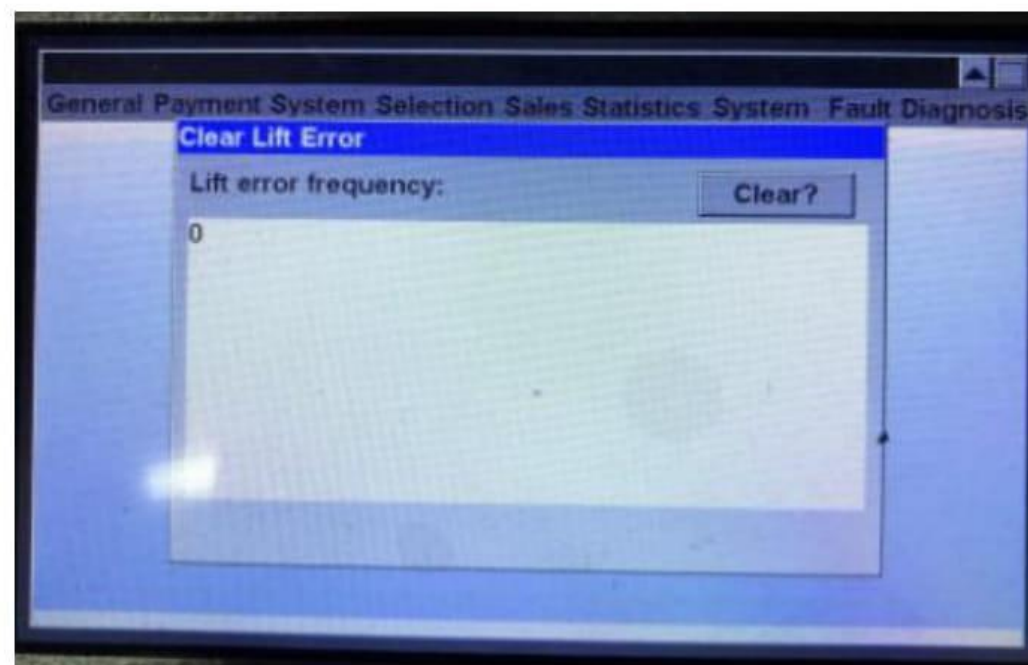 General Payment System Selection Sales Statistics System Fault Diagnosis
Clear Lift Error
Lift error frequency:
Clear?
0